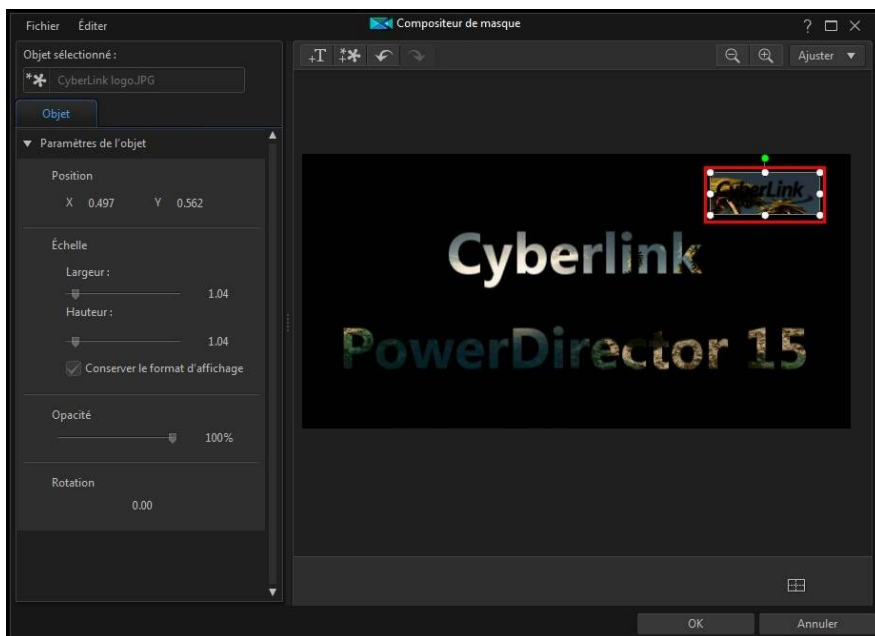 Compositeur de masque
Fichier Éditer
?
Objet sélectionné :
CyberLink logo.JPG
+T
Ajuster
Objet
Paramètres de l'objet
Position
X 0.497 Y 0.562
Échelle
Largeur :
1.04
Hauteur :
1.04
Conserver le format d'affichage
Opacité
100%
Rotation
0.00
CyberLink
Cyberlink
PowerDirector 15
OK Annuler